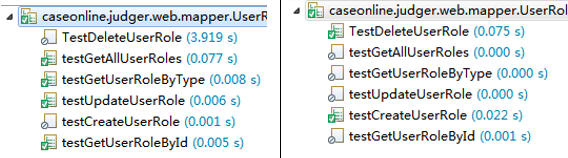 caseonline.judger.web.mapper.UserR
TestDeleteUserRole (3.919 s)
testGetAllUserRoles (0.077 s)
testGetUserRoleByType (0.008 s)
testUpdateUserRole (0.006 s)
testCreateUserRole (0.001 s)
testGetUserRoleById (0.005 s)
caseonline.judger.web.mapper.UserRol
TestDeleteUserRole (0.075 s)
testGetAllUserRoles (0.000 s)
testGetUserRoleByType (0.000 s)
testUpdateUserRole (0.000 s)
testCreateUserRole (0.022 s)
testGetUserRoleById (0.001 s)